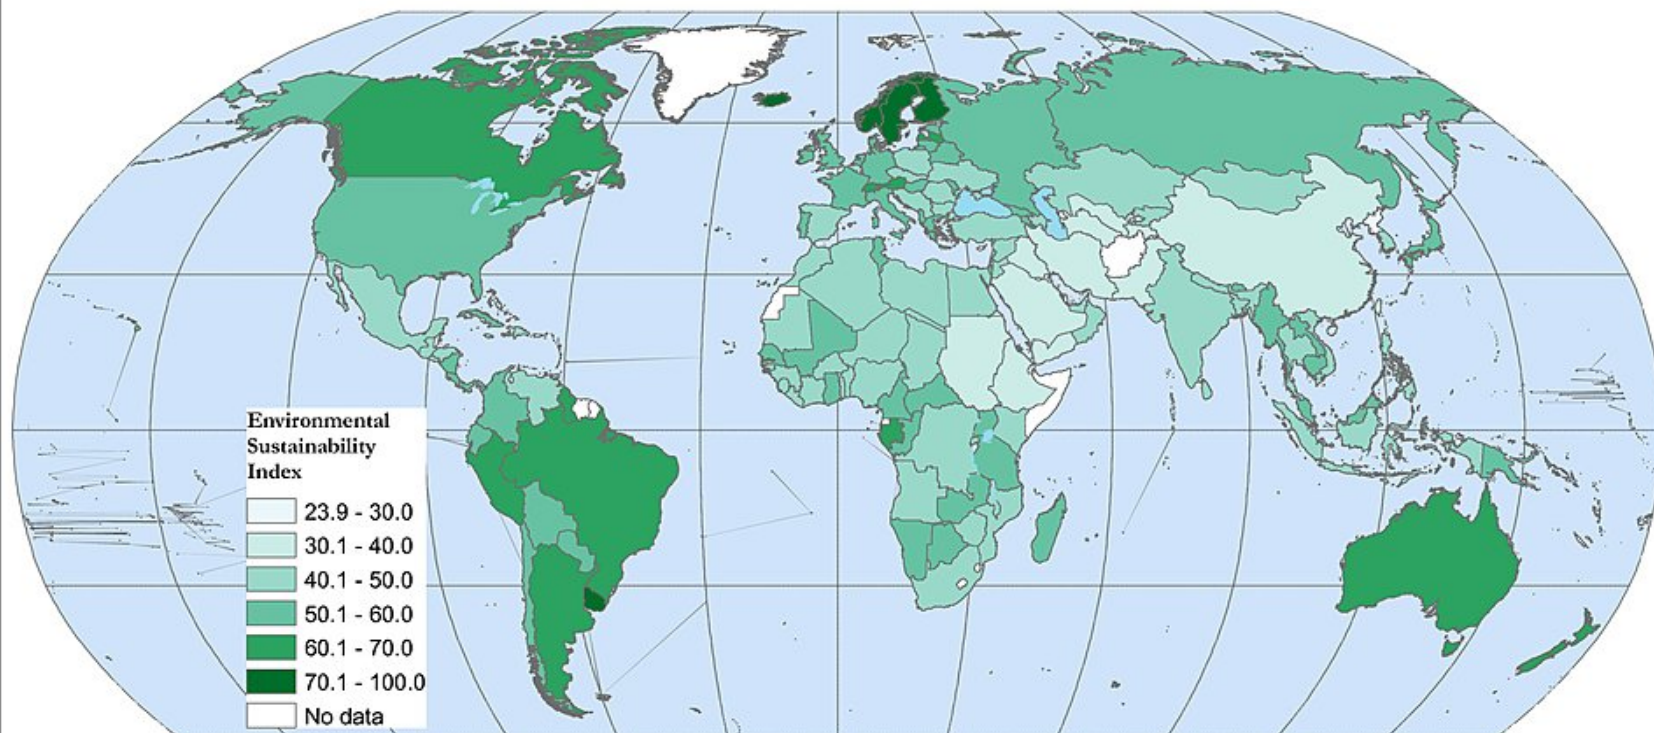 Environmental
Sustainability
Index
23.9 - 30.0
30.1 - 40.0
40.1 - 50.0
50.1 - 60.0
60.1 - 70.0
70.1 - 100.0
No data